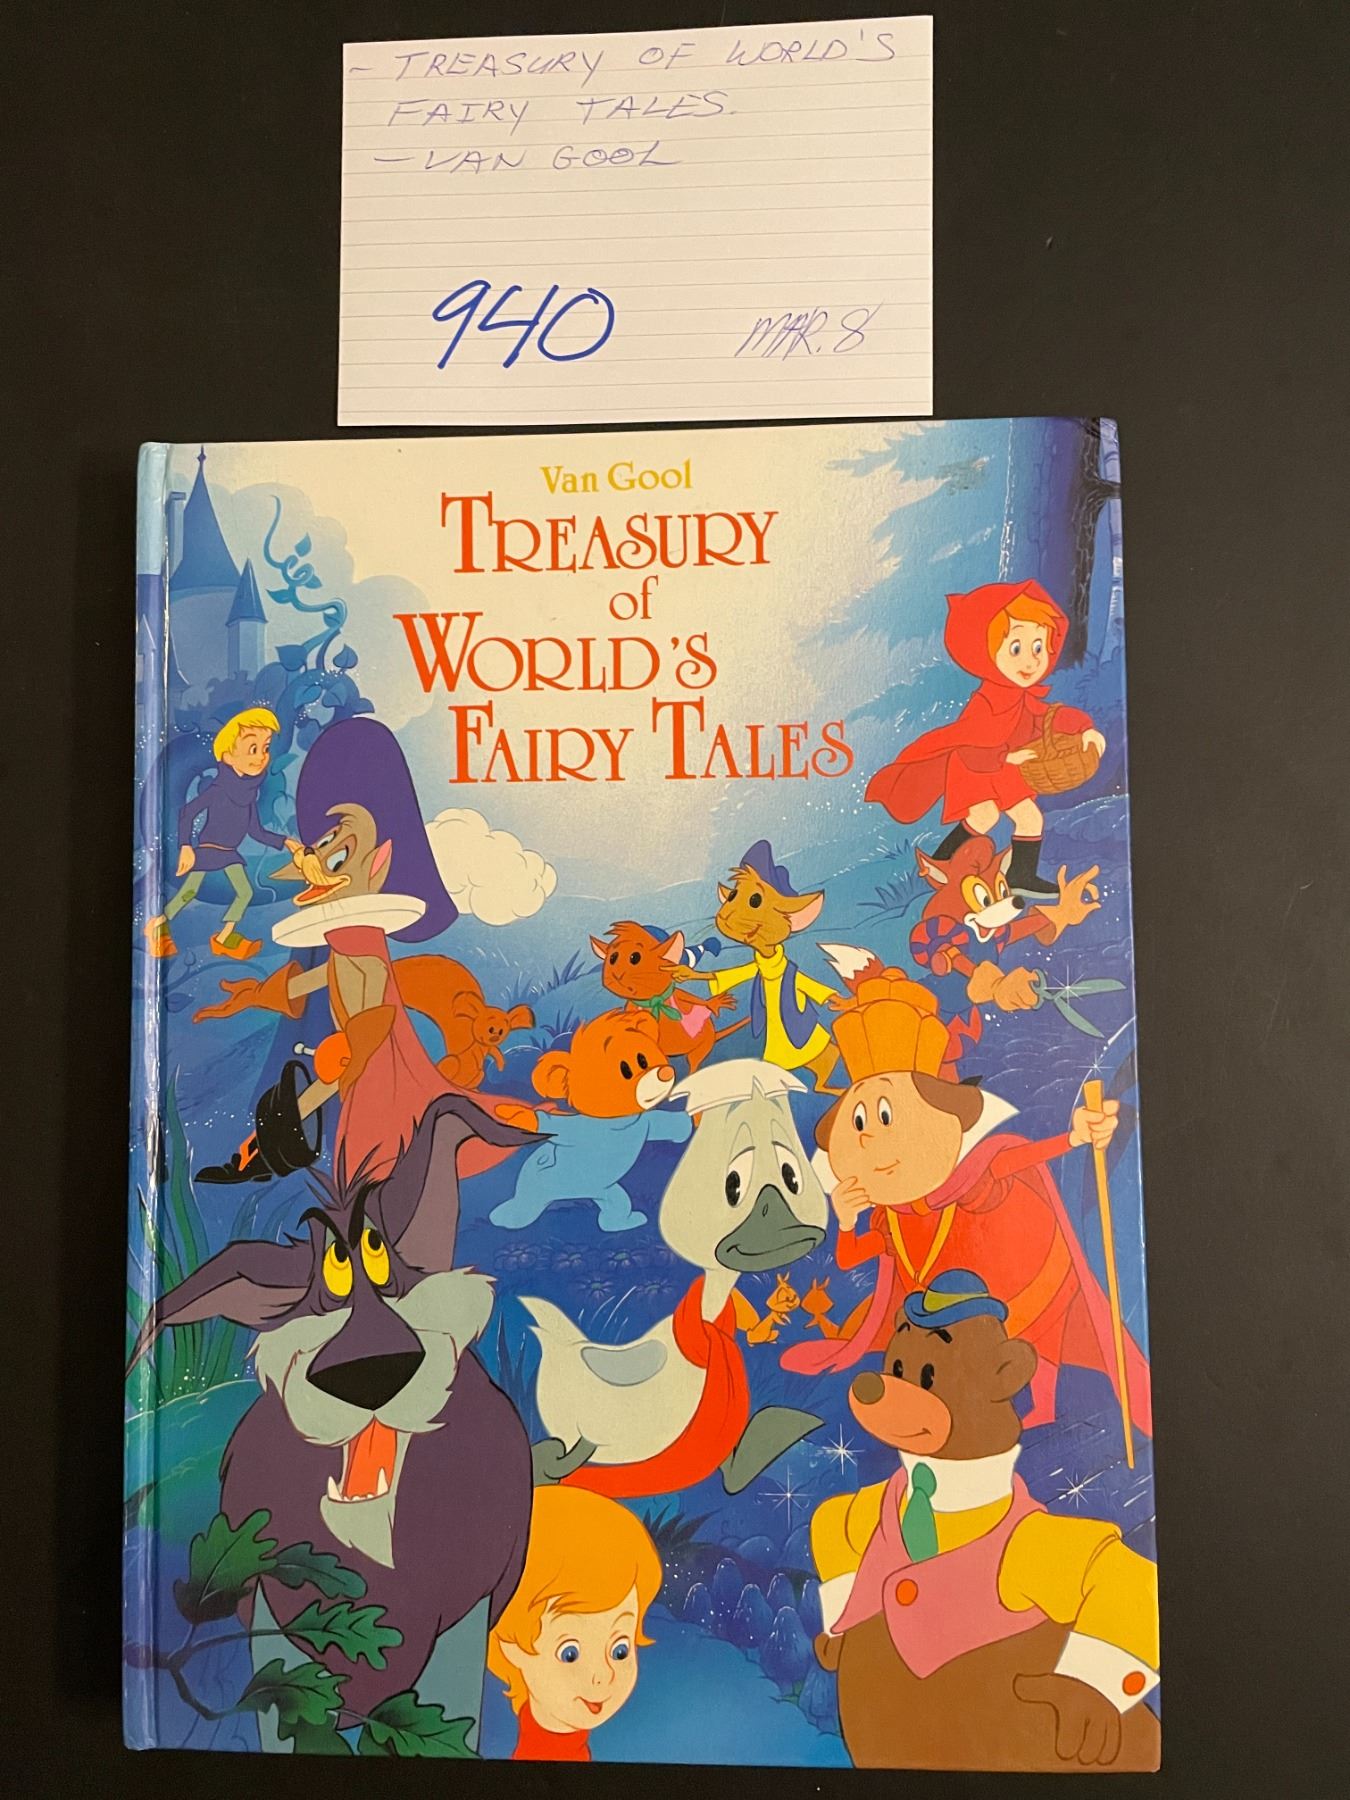 - TREASURY OF WORLD'S
FAIRY TALES.
- VAN GOOL
940
MAR. 8
Van Gool
TREASURY
of
WORLD'S
FAIRY TALES